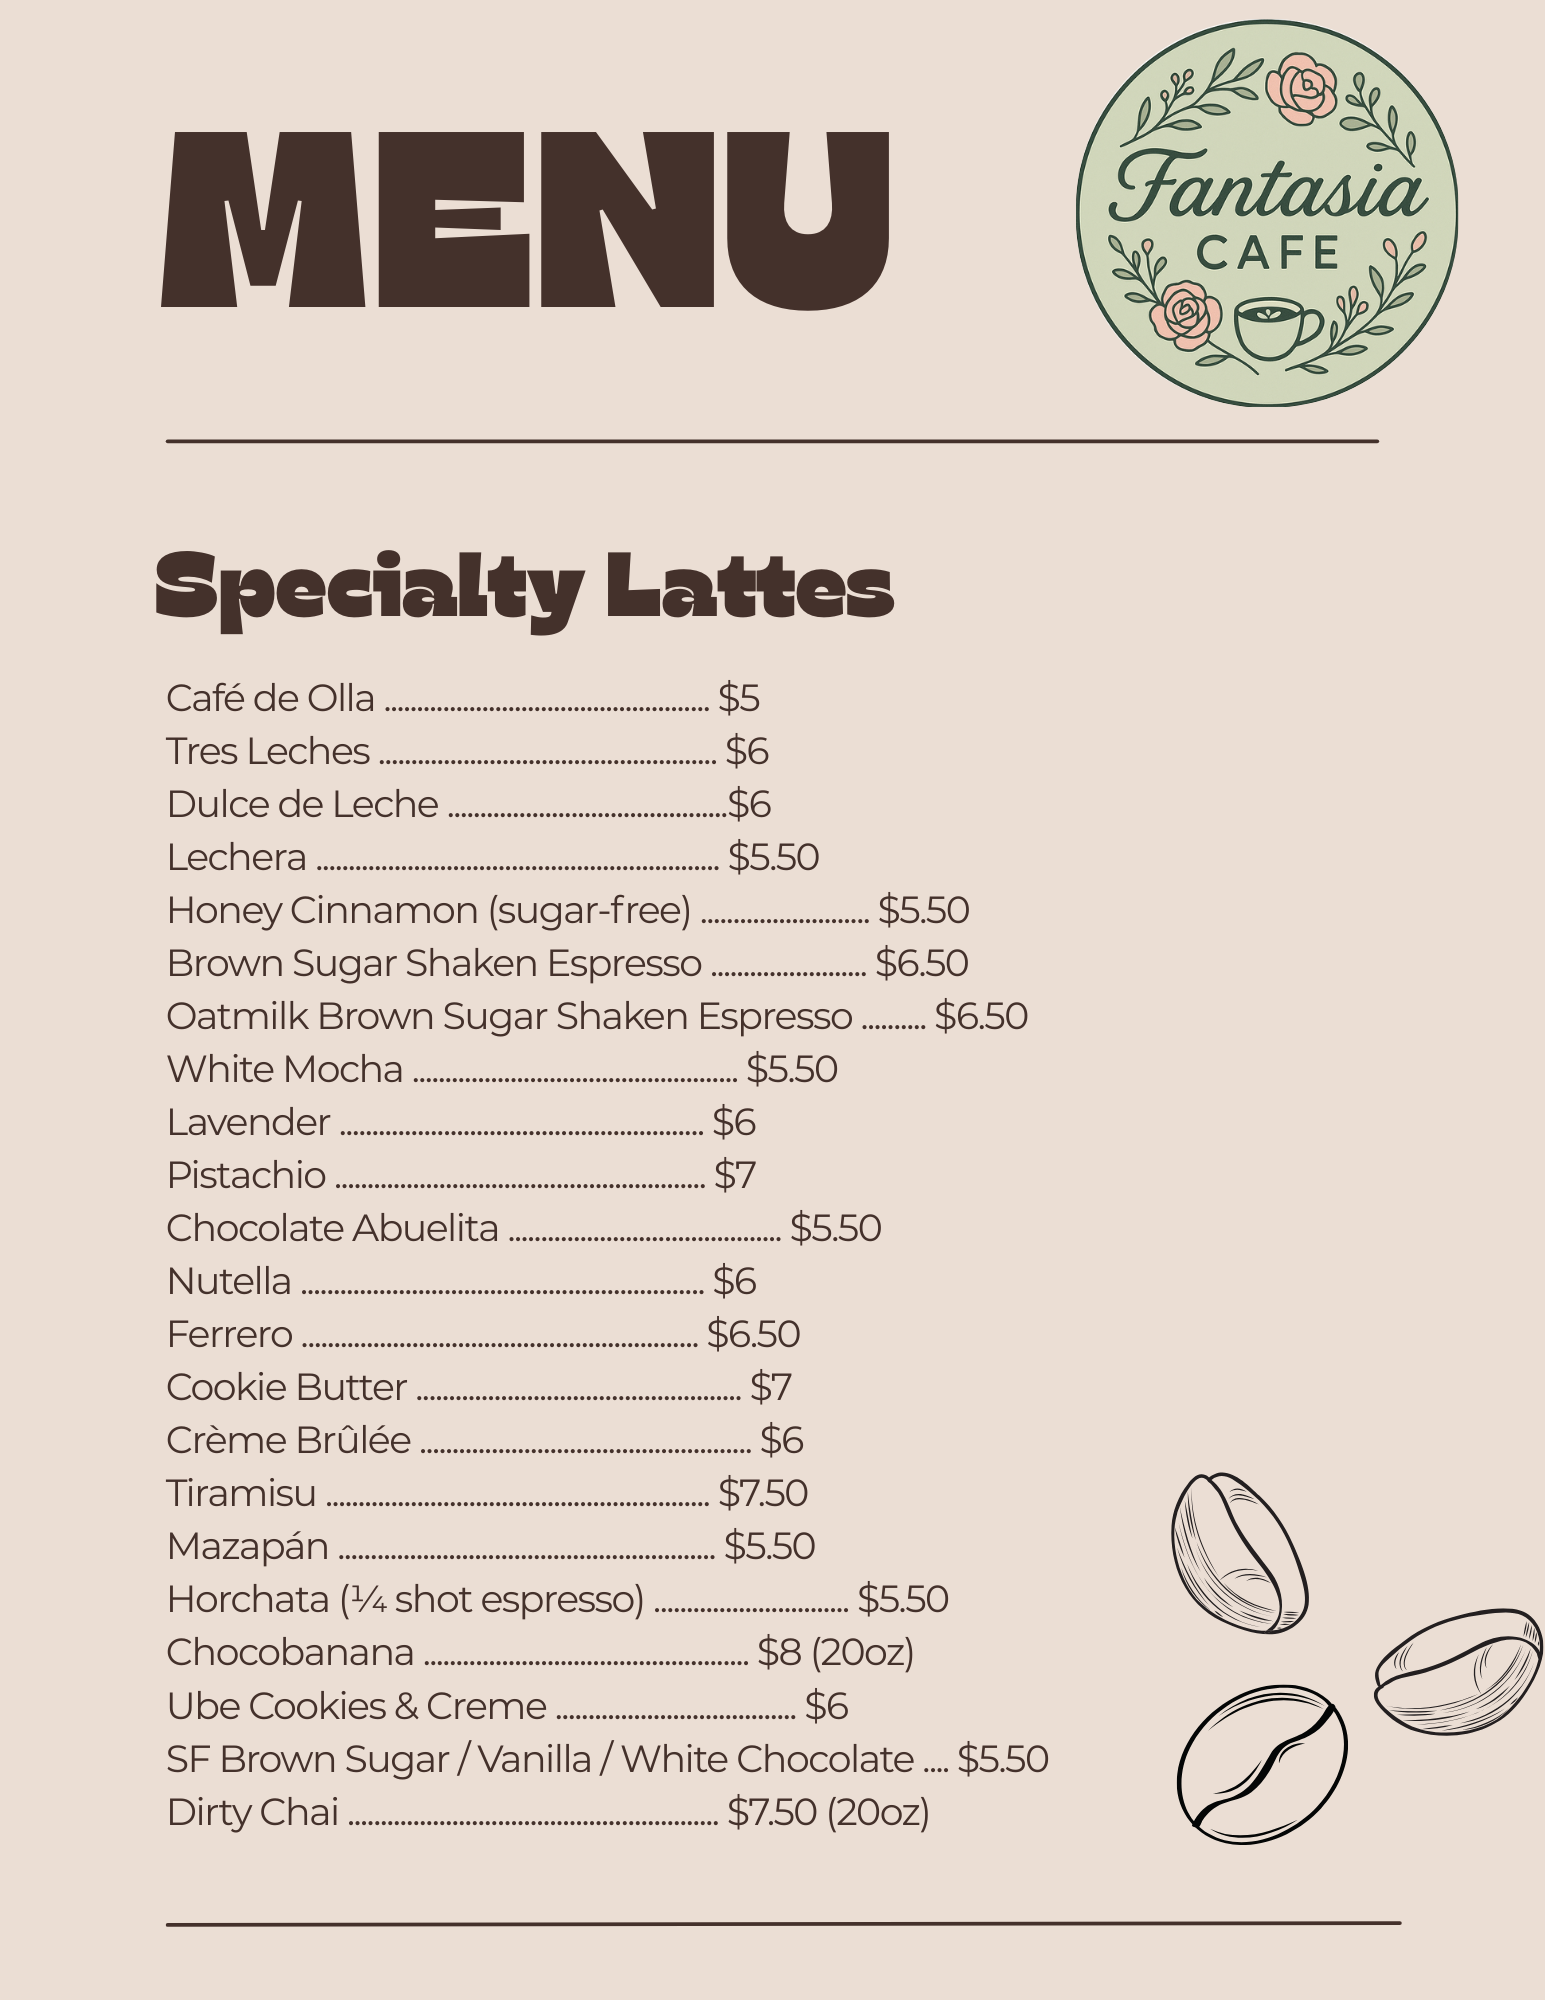 MENU
Fantasia
CAFE
Specialty Lattes
Café de Olla ................................................... $5
Tres Leches ..................................................... $6
Dulce de Leche ............................................$6
Lechera ............................................................... $5.50
Honey Cinnamon (sugar-free) .......................... $5.50
Brown Sugar Shaken Espresso ........................ $6.50
Oatmilk Brown Sugar Shaken Espresso .......... $6.50
White Mocha ................................................... $5.50
Lavender ......................................................... $6
Pistachio .......................................................... $7
Chocolate Abuelita .......................................... $5.50
Nutella ............................................................... $6
Ferrero .............................................................. $6.50
Cookie Butter ................................................... $7
Crème Brûlée .................................................... $6
Tiramisu ............................................................ $7.50
Mazapán ........................................................... $5.50
Horchata (¼ shot espresso) .............................. $5.50
Chocobanana ................................................... $8 (20oz)
Ube Cookies & Creme ...................................... $6
SF Brown Sugar / Vanilla / White Chocolate .... $5.50
Dirty Chai .......................................................... $7.50 (20oz)